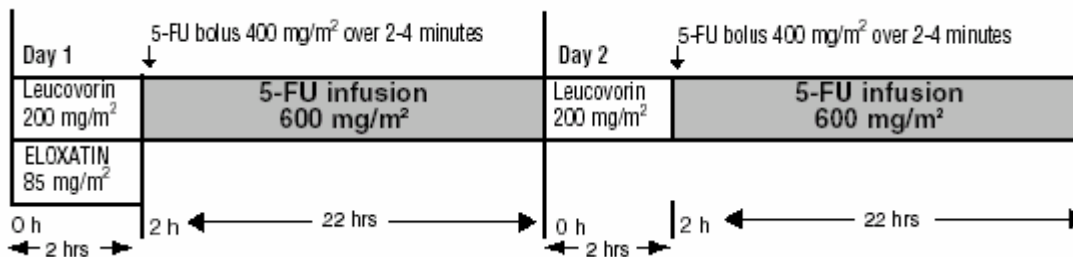 5-FU bolus 400 mg/m² over 2-4 minutes
5-FU bolus 400 mg/m² over 2-4 minutes
Day 1
Day 2
Leucovorin
200 mg/m²
5-FU infusion
600 mg/m²
Leucovorin
200 mg/m²
5-FU infusion
600 mg/m²
ELOXATIN
85 mg/m²
0 h
2 h
22 hrs
0 h
2 h
22 hrs
2 hrs
2 hrs